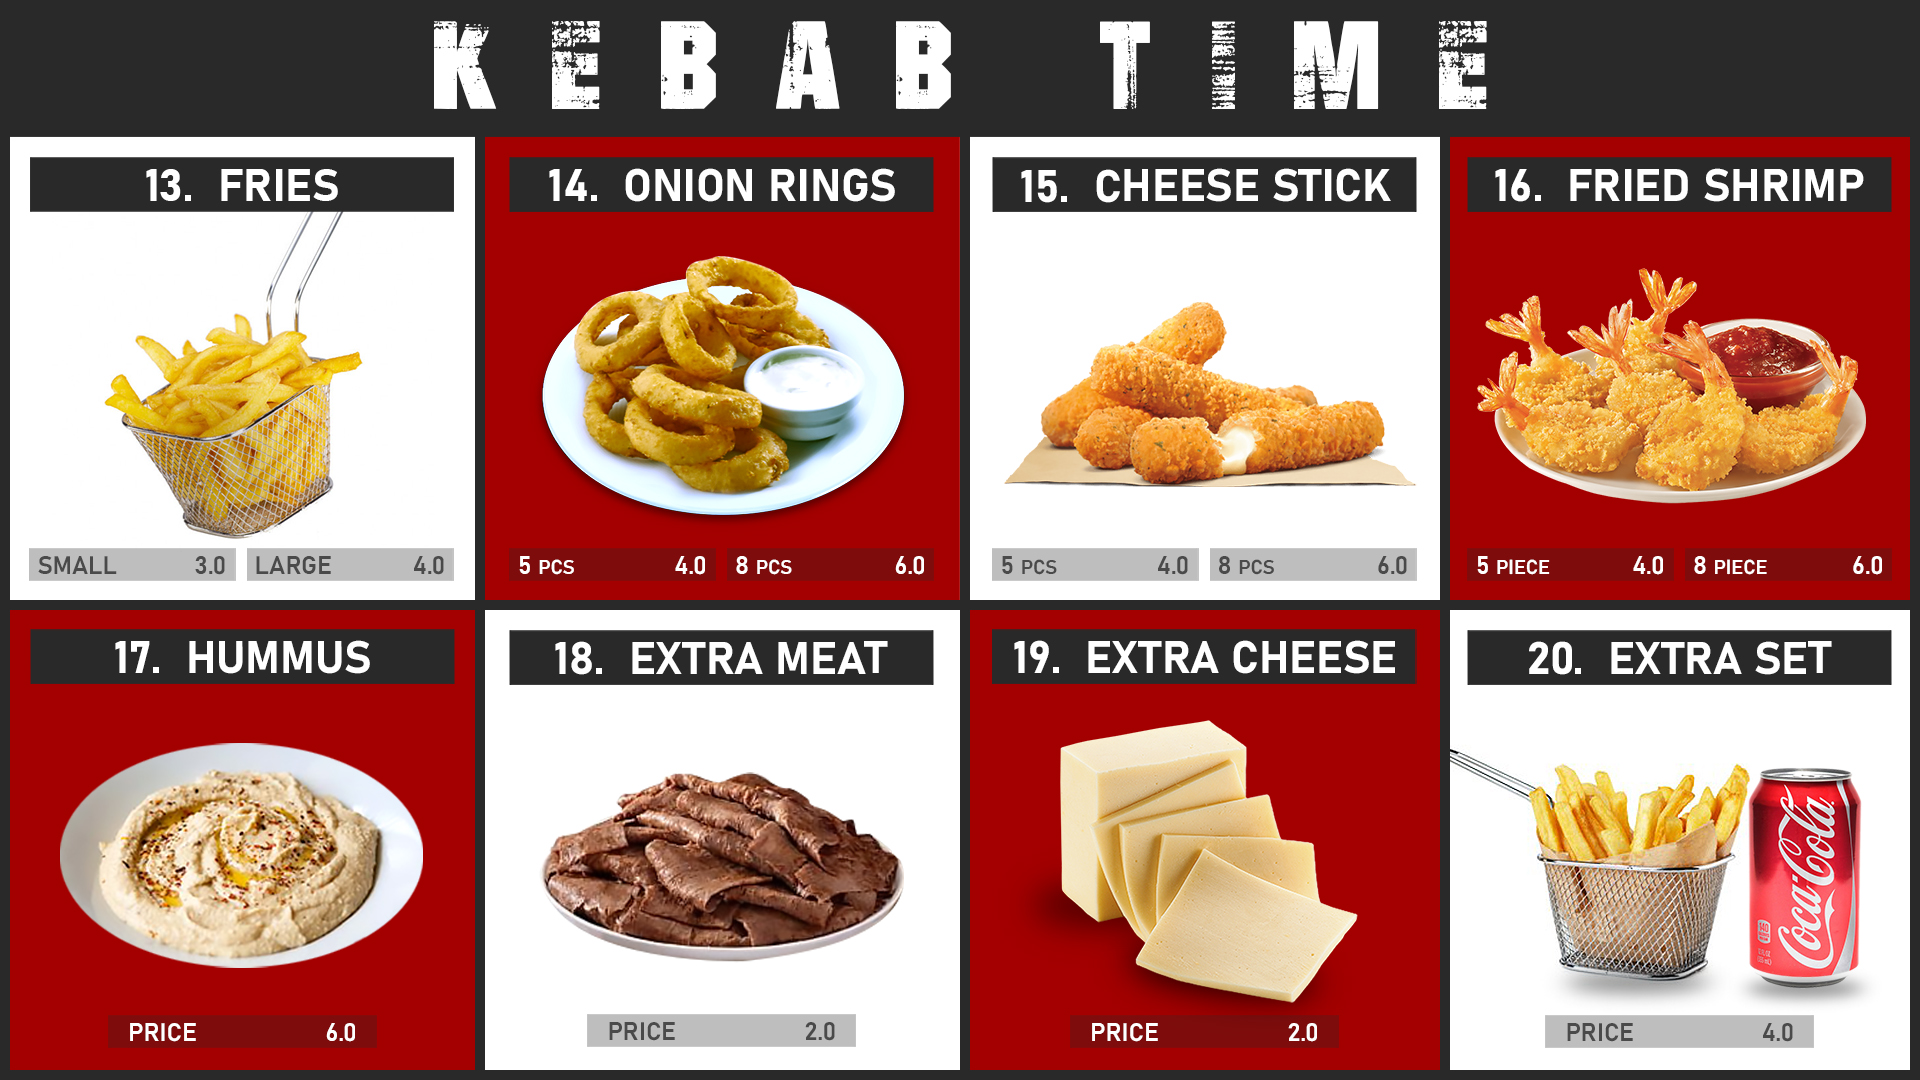 KEBAB TIME
13. FRIES
SMALL 3.0 LARGE 4.0
14. ONION RINGS
5 PCS 4.0 8 PCS 6.0
15. CHEESE STICK
5 PCS 4.0 8 PCS 6.0
16. FRIED SHRIMP
5 PIECE 4.0 8 PIECE 6.0
17. HUMMUS
PRICE 6.0
18. EXTRA MEAT
PRICE 2.0
19. EXTRA CHEESE
PRICE 2.0
20. EXTRA SET
Coca-Cola
PRICE 4.0